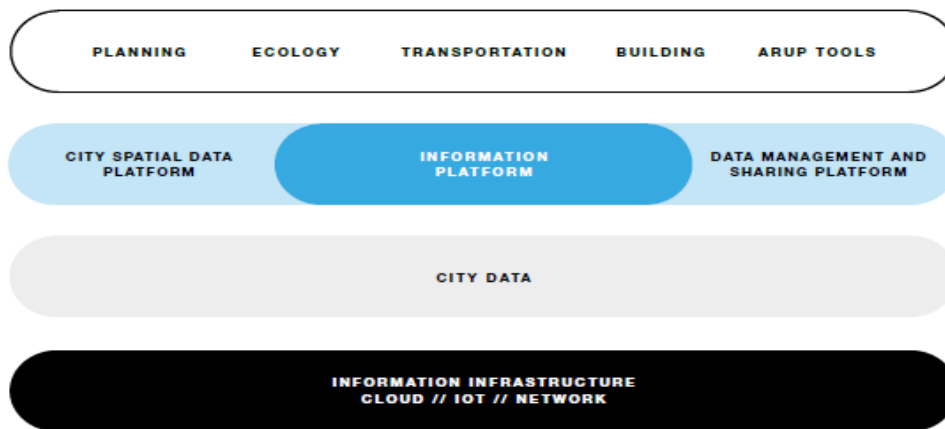 PLANNING ECOLOGY TRANSPORTATION BUILDING ARUP TOOLS
CITY SPATIAL DATA
PLATFORM
INFORMATION
PLATFORM
DATA MANAGEMENT AND
SHARING PLATFORM
CITY DATA
INFORMATION INFRASTRUCTURE
CLOUD // IOT // NETWORK